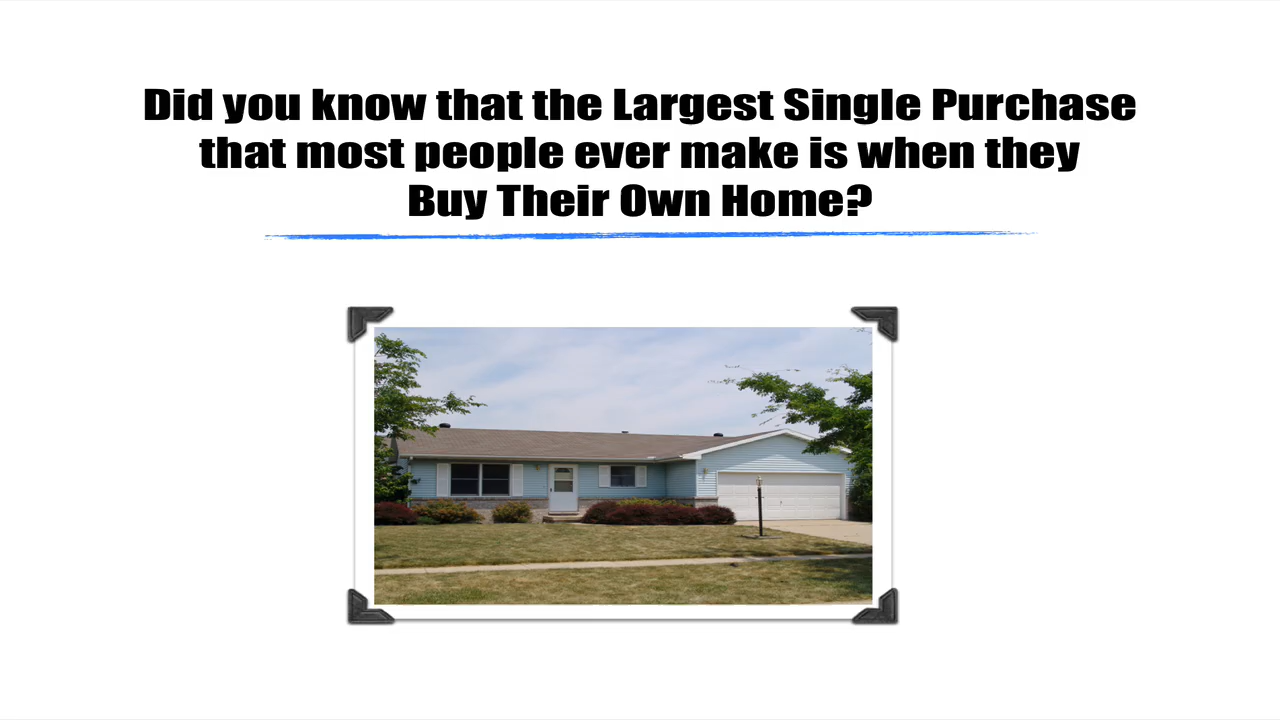 Did you know that the Largest Single Purchase
that most people ever make is when they
Buy Their Own Home?